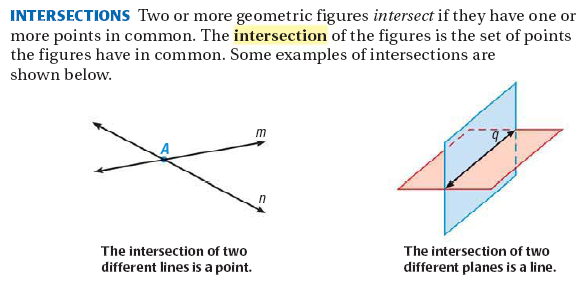 INTERSECTIONS Two or more geometric figures intersect if they have one or
more points in common. The intersection of the figures is the set of points
the figures have in common. Some examples of intersections are
shown below.
A
m
n
q
The intersection of two
different lines is a point.
The intersection of two
different planes is a line.